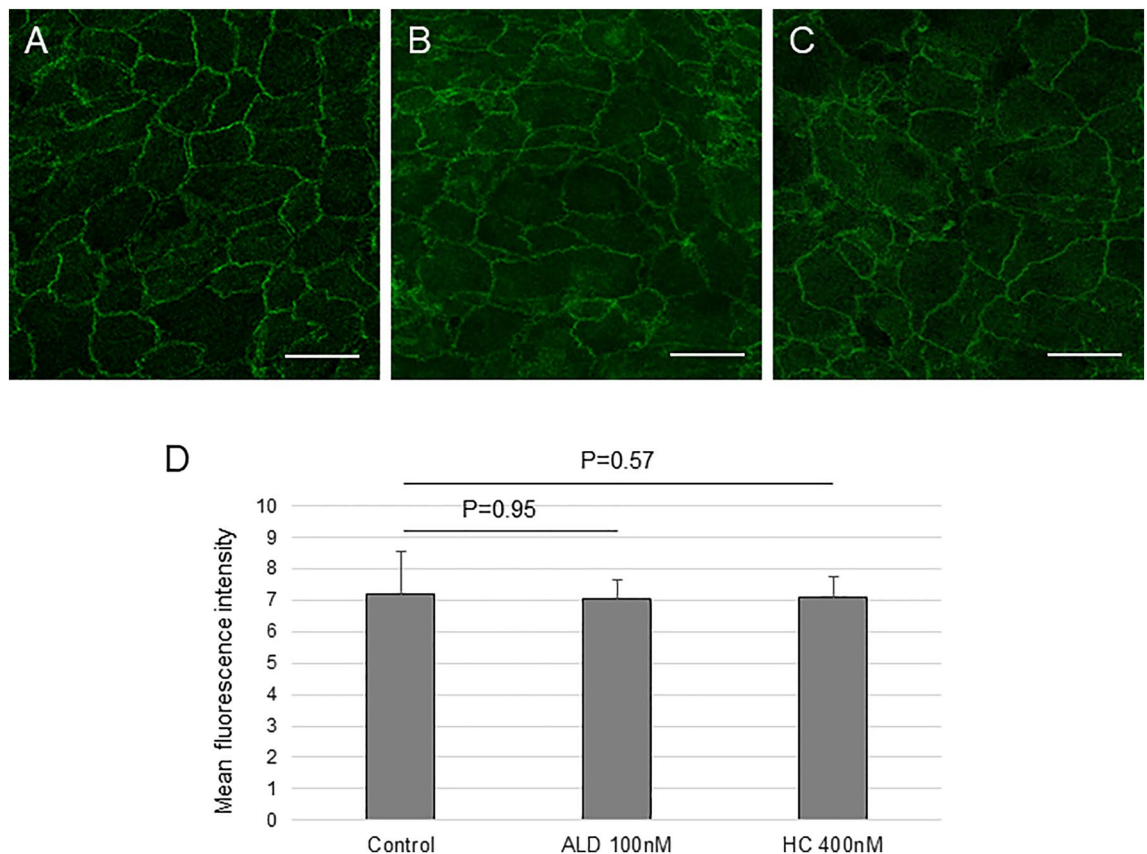 A
B
C
D
P=0.57
P=0.95
Mean fluorescence intensity
10
9
8
7
6
5
4
3
2
1
0
Control
ALD 100nM
HC 400nM